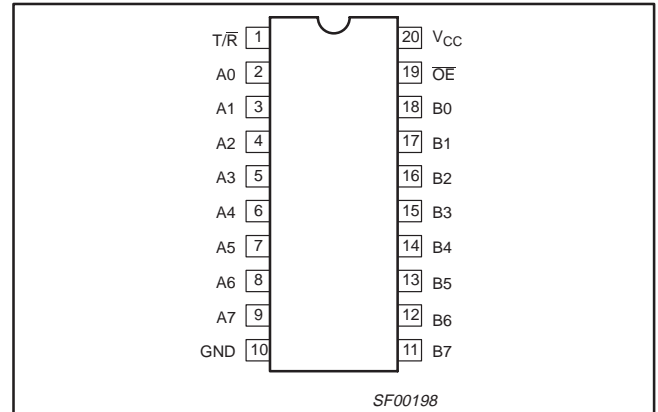 T/R̅ 1 20 VCC
A0 2 19 O̅E̅
A1 3 18 B0
A2 4 17 B1
A3 5 16 B2
A4 6 15 B3
A5 7 14 B4
A6 8 13 B5
A7 9 12 B6
GND 10 11 B7
SF00198